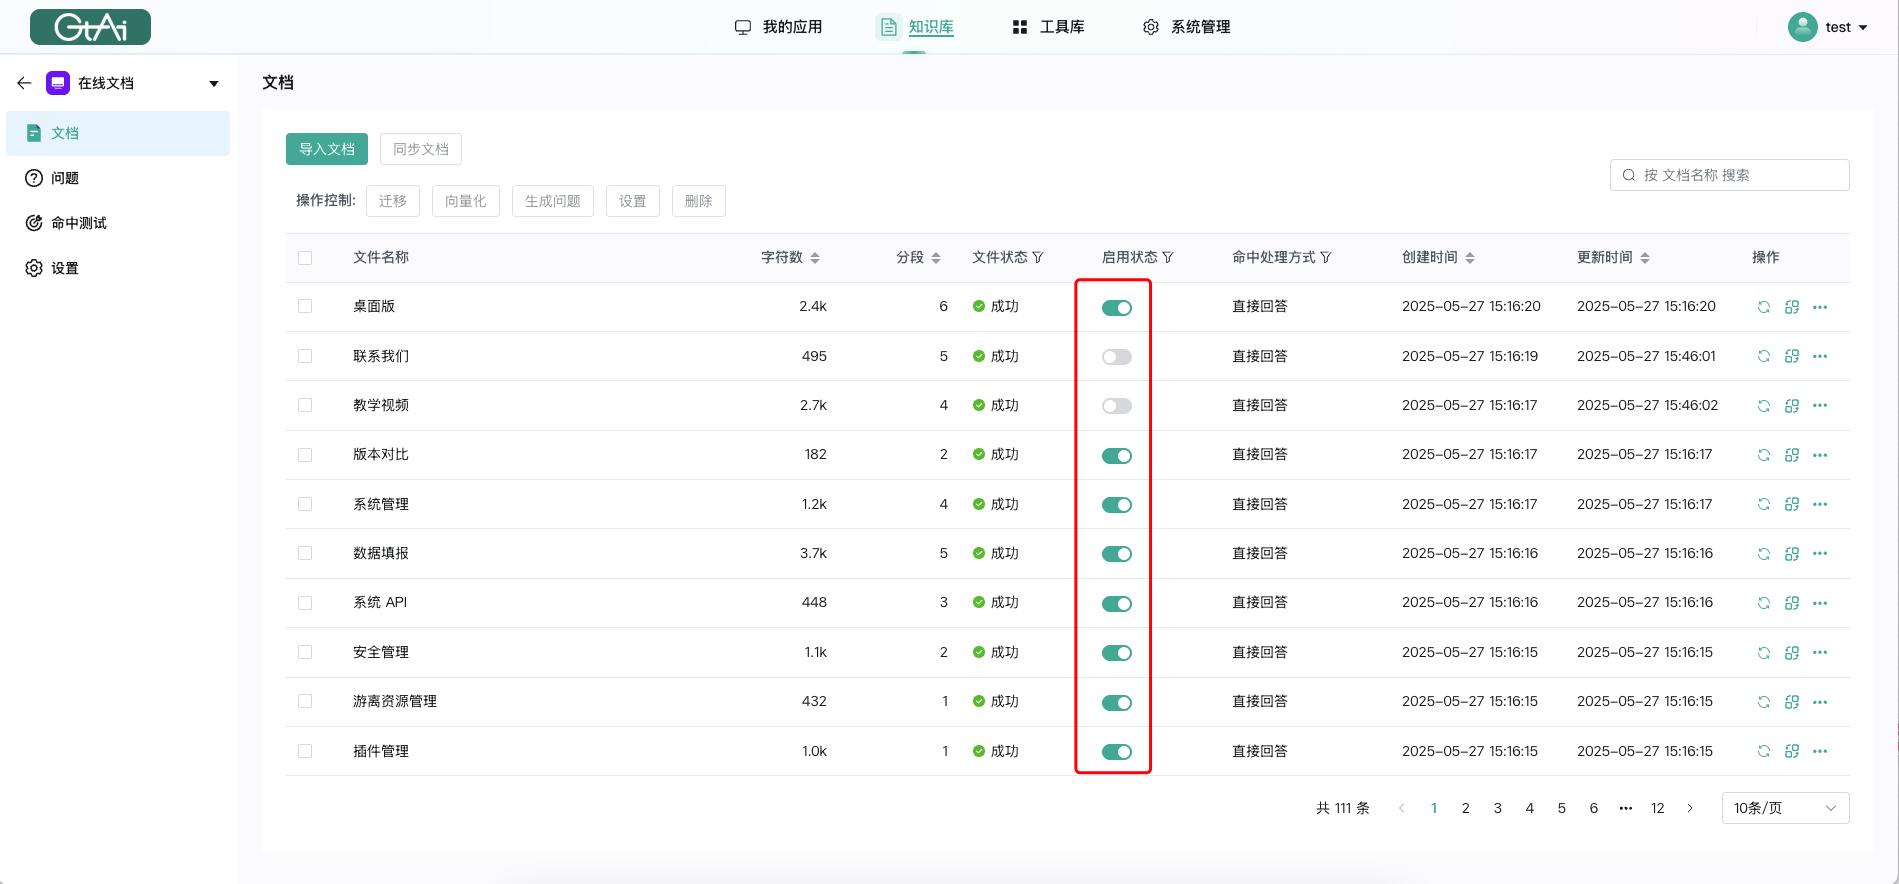 GtAi
我的应用
知识库
工具库
系统管理
test
在线文档
文档
问题
命中测试
设置
文档
导入文档 同步文档
按 文档名称 搜索
操作控制: 迁移 向量化 生成问题 设置 删除
文件名称 字符数 分段 文件状态 启用状态 命中处理方式 创建时间 更新时间 操作
桌面版 2.4k 6 成功 直接回答 2025-05-27 15:16:20 2025-05-27 15:16:20
联系我们 495 5 成功 直接回答 2025-05-27 15:16:19 2025-05-27 15:46:01
教学视频 2.7k 4 成功 直接回答 2025-05-27 15:16:17 2025-05-27 15:46:02
版本对比 182 2 成功 直接回答 2025-05-27 15:16:17 2025-05-27 15:16:17
系统管理 1.2k 4 成功 直接回答 2025-05-27 15:16:17 2025-05-27 15:16:17
数据填报 3.7k 5 成功 直接回答 2025-05-27 15:16:16 2025-05-27 15:16:16
系统 API 448 3 成功 直接回答 2025-05-27 15:16:16 2025-05-27 15:16:16
安全管理 1.1k 2 成功 直接回答 2025-05-27 15:16:15 2025-05-27 15:16:15
游离资源管理 432 1 成功 直接回答 2025-05-27 15:16:15 2025-05-27 15:16:15
插件管理 1.0k 1 成功 直接回答 2025-05-27 15:16:15 2025-05-27 15:16:15
共 111 条 1 2 3 4 5 6 ••• 12 10条/页